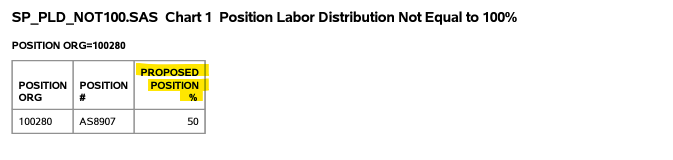 SP_PLD_NOT100.SAS Chart 1 Position Labor Distribution Not Equal to 100%
POSITION ORG=100280
POSITION ORG POSITION # PROPOSED POSITION %
100280 AS8907 50